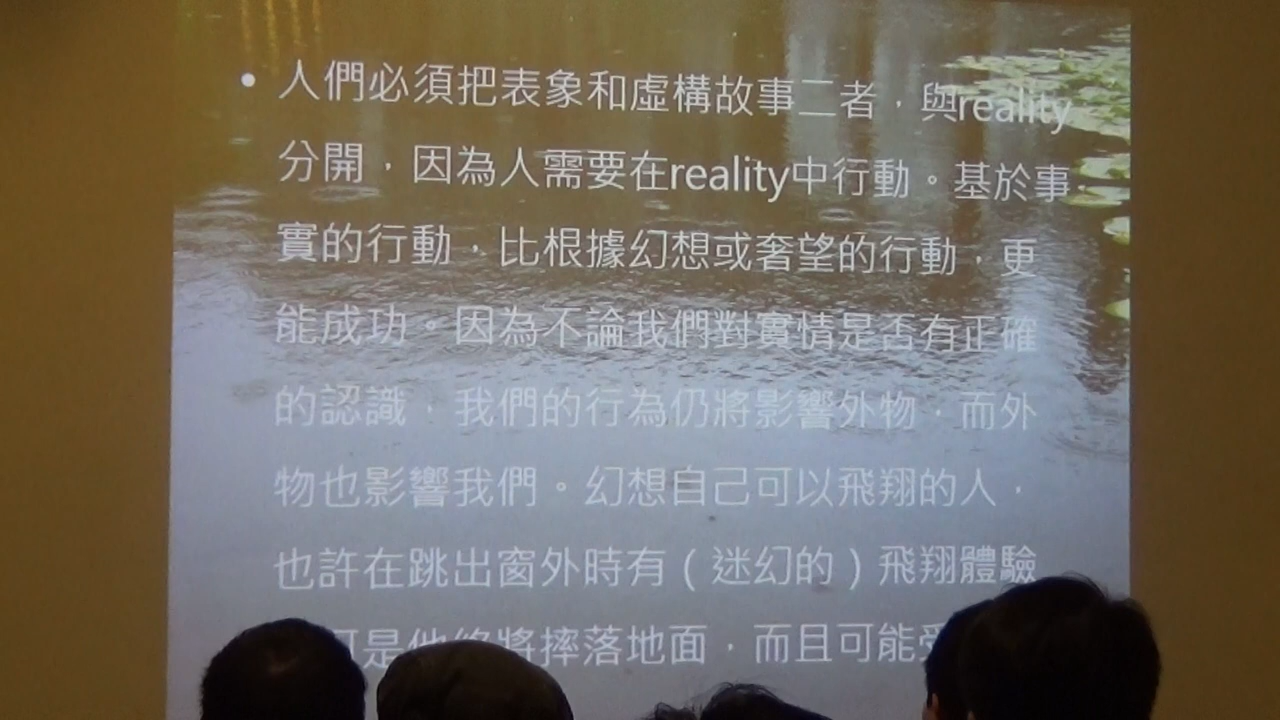 • 人們必須把表象和虛構故事二者，與reality
分開，因為人需要在reality中行動。基於事
實的行動，比根據幻想或奢望的行動，更
能成功。因為不論我們對實情是否有正確
的認識，我們的行為仍將影響外物，而外
物也影響我們。幻想自己可以飛翔的人，
也許在跳出窗外時有（迷幻的）飛翔體驗
可是他終將摔落地面，而且可能受